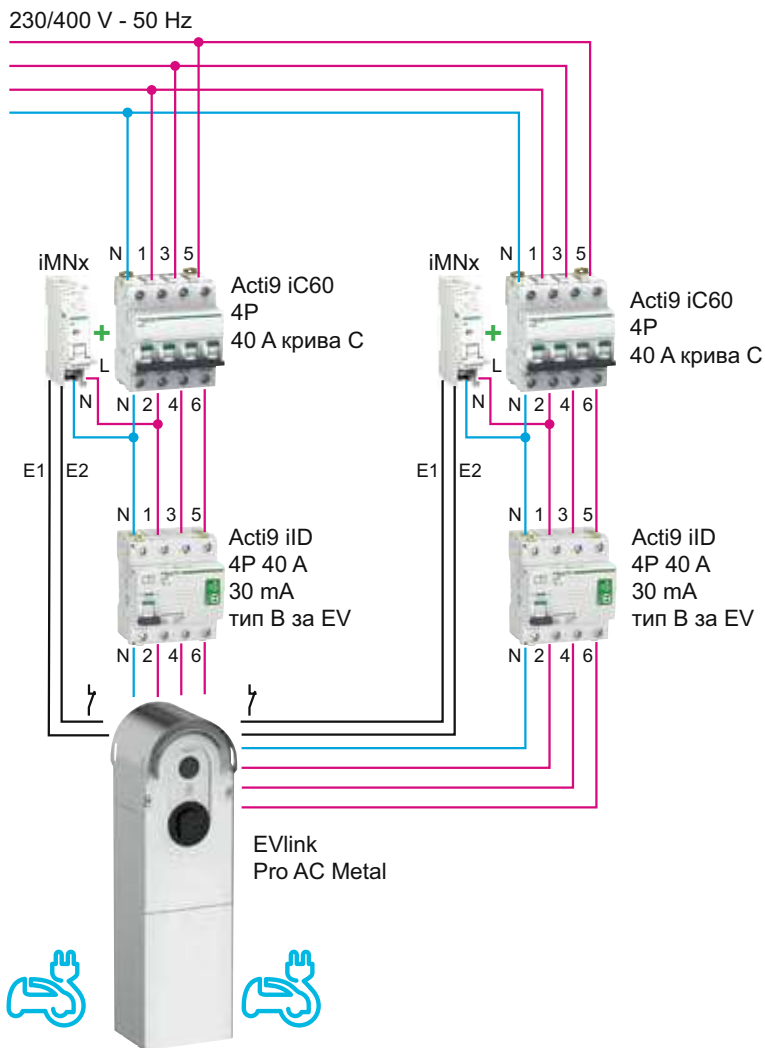 230/400 V - 50 Hz
N 1 3 5
iMNx
Acti9 iC60
4P
40 A крива C
L
N
N 2 4 6
E1 E2
N 1 3 5
Acti9 iID
4P 40 A
30 mA
тип B за EV
N 2 4 6
N 1 3 5
iMNx
Acti9 iC60
4P
40 A крива C
L
N
N 2 4 6
E1 E2
N 1 3 5
Acti9 iID
4P 40 A
30 mA
тип B за EV
N 2 4 6
EVlink
Pro AC Metal